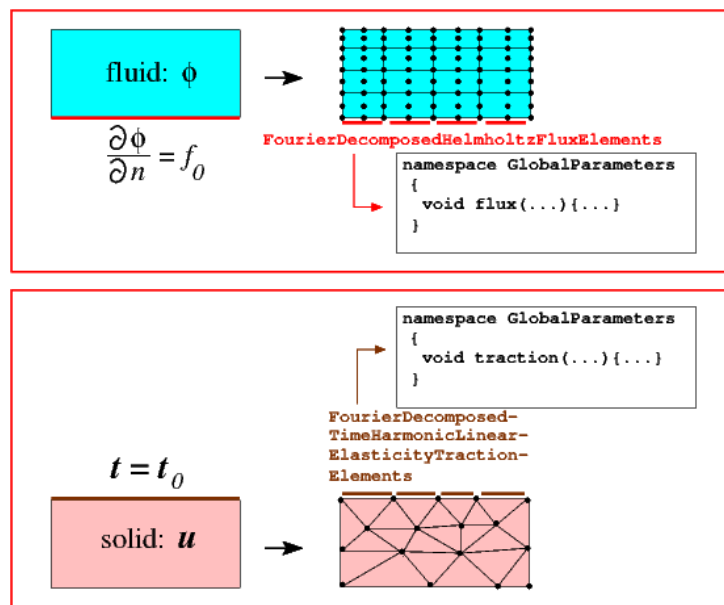 fluid: ϕ
∂ϕ/∂n = f₀
FourierDecomposedHelmholtzFluxElements
namespace GlobalParameters
{
void flux(...){...}
}
namespace GlobalParameters
{
void traction(...){...}
}
FourierDecomposed-
TimeHarmonicLinear-
ElasticityTraction-
Elements
t = t₀
solid: u